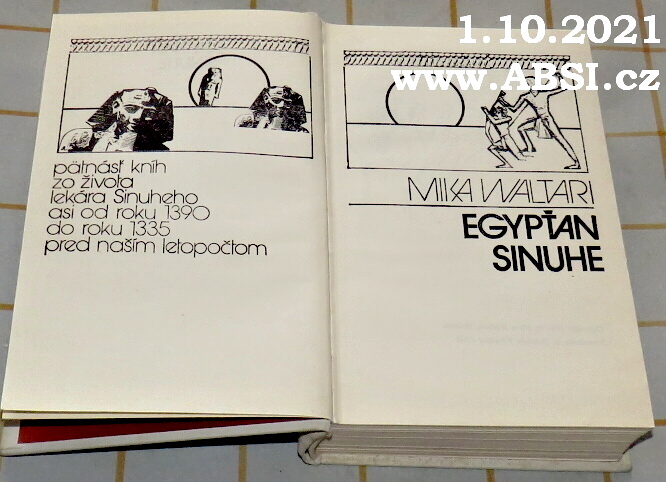 1.10.2021
www.ABSI.cz
pätnásť kníh
zo života
lekára Sinuheho
asi od roku 1390
do roku 1335
pred naším letopočtom
MIKA WALTARI
EGYPŤAN
SINUHE